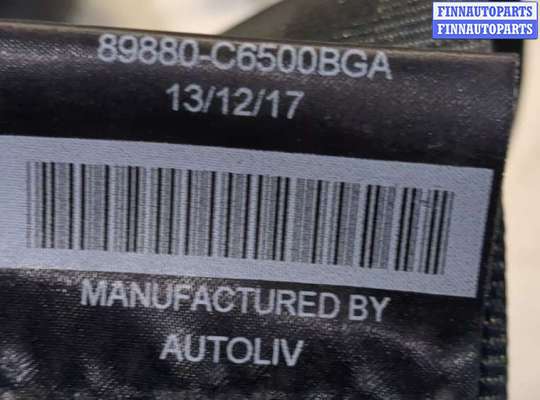 FINNAUTOPARTS
FINNAUTOPARTS
89880-C6500BGA
13/12/17
MANUFACTURED BY
AUTOLIV